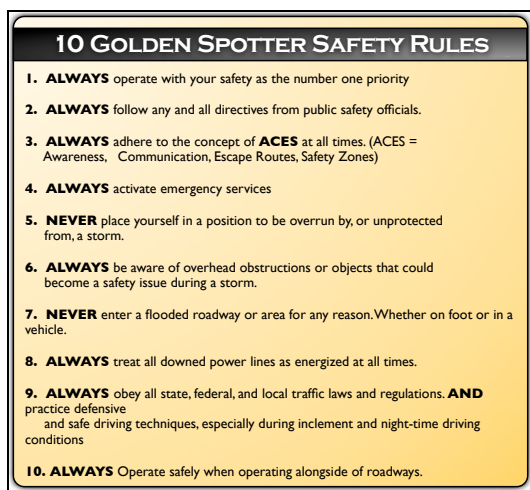 10 GOLDEN SPOTTER SAFETY RULES
1. ALWAYS operate with your safety as the number one priority
2. ALWAYS follow any and all directives from public safety officials.
3. ALWAYS adhere to the concept of ACES at all times. (ACES =
Awareness, Communication, Escape Routes, Safety Zones)
4. ALWAYS activate emergency services
5. NEVER place yourself in a position to be overrun by, or unprotected
from, a storm.
6. ALWAYS be aware of overhead obstructions or objects that could
become a safety issue during a storm.
7. NEVER enter a flooded roadway or area for any reason. Whether on foot or in a
vehicle.
8. ALWAYS treat all downed power lines as energized at all times.
9. ALWAYS obey all state, federal, and local traffic laws and regulations. AND
practice defensive
and safe driving techniques, especially during inclement and night-time driving
conditions
10. ALWAYS Operate safely when operating alongside of roadways.